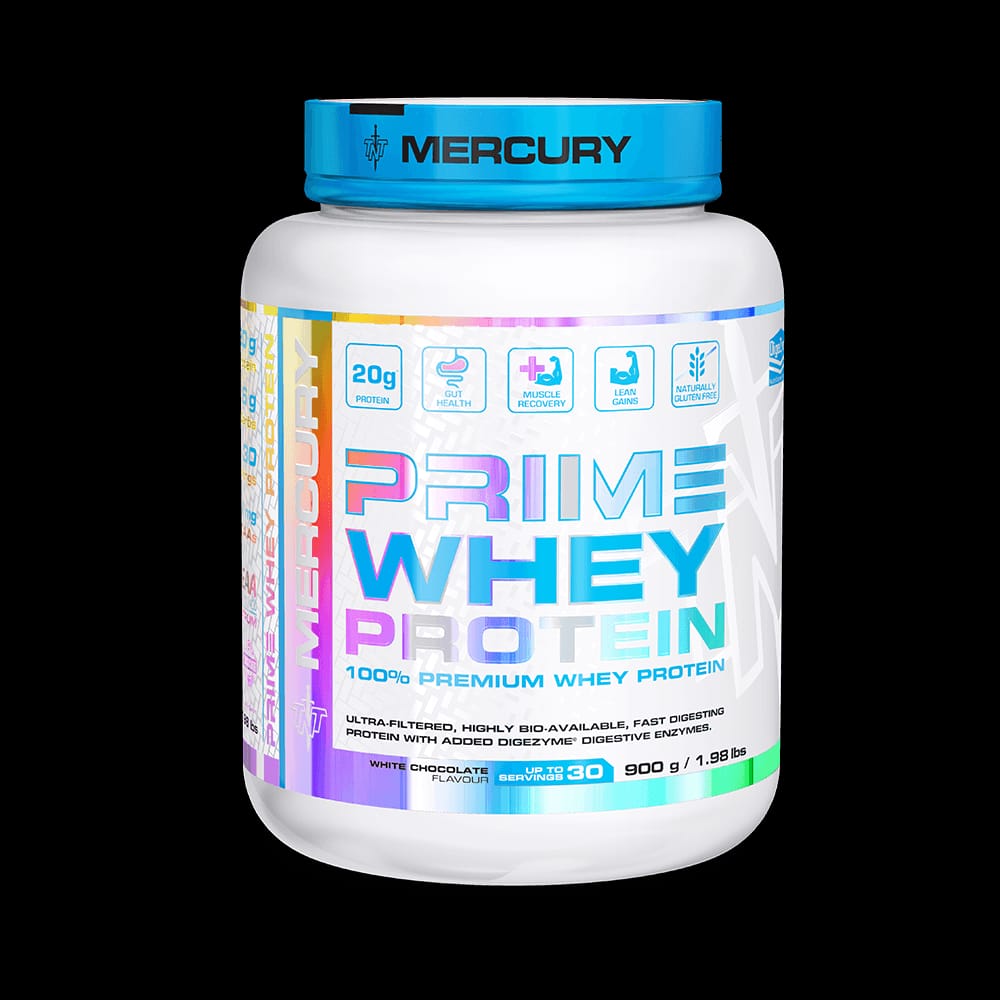 TNT MERCURY
20g
PROTEIN
GUT
HEALTH
MUSCLE
RECOVERY
LEAN
GAINS
NATURALLY
GLUTEN FREE
MERCURY
TNT
PRIME WHEY PROTEIN
PRIME
WHEY
PROTEIN
100% PREMIUM WHEY PROTEIN
ULTRA-FILTERED, HIGHLY BIO-AVAILABLE, FAST DIGESTING
PROTEIN WITH ADDED DIGEZYME® DIGESTIVE ENZYMES.
WHITE CHOCOLATE
FLAVOUR
UP TO
SERVINGS 30
900 g / 1.98 lbs